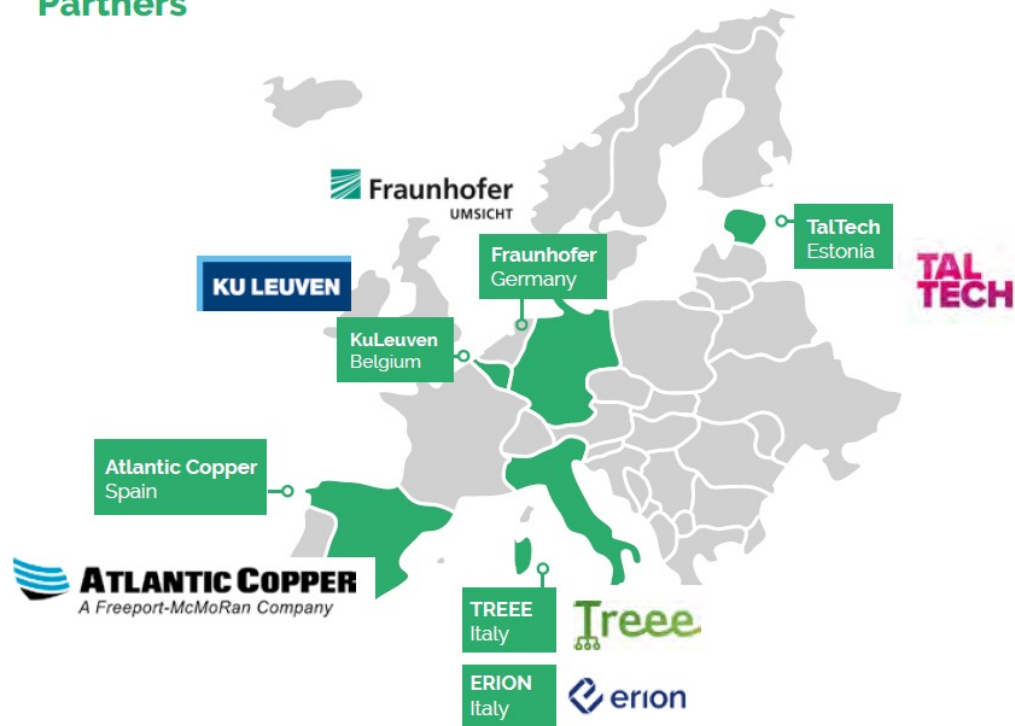 Partners
Fraunhofer
UMSICHT
TalTech
Estonia
Fraunhofer
Germany
TAL
TECH
KU LEUVEN
KuLeuven
Belgium
Atlantic Copper
Spain
ATLANTIC COPPER
A Freeport-McMoRan Company
TREEE
Italy
Treee
ERION
Italy
erion